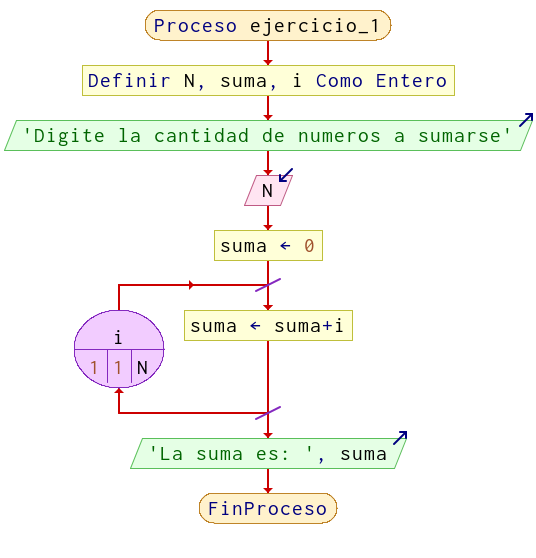 Proceso ejercicio_1
Definir N, suma, i Como Entero
'Digite la cantidad de numeros a sumarse'
N
suma ← 0
suma ← suma+i
i
1 1 N
'La suma es: ', suma
FinProceso